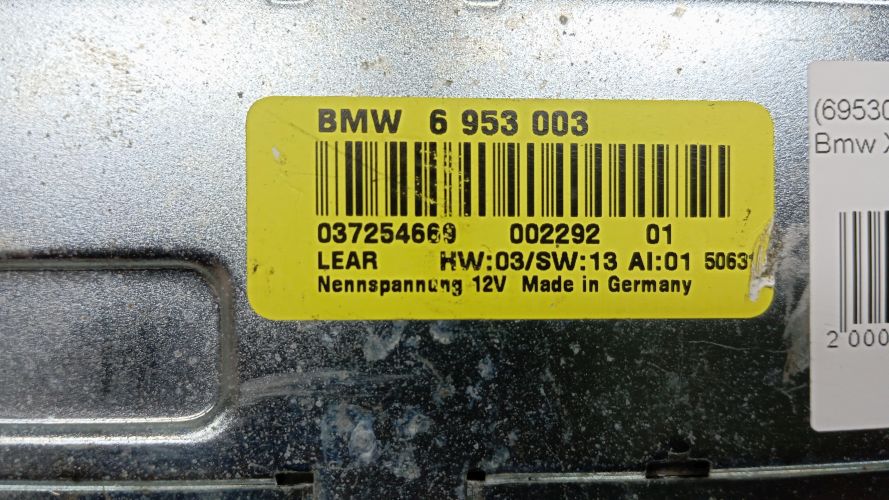 BMW 6 953 003
037254669 002292 01
LEAR HW:03/SW:13 AI:01 50631
Nennspannung 12V Made in Germany
(69530
Bmw X
2 000